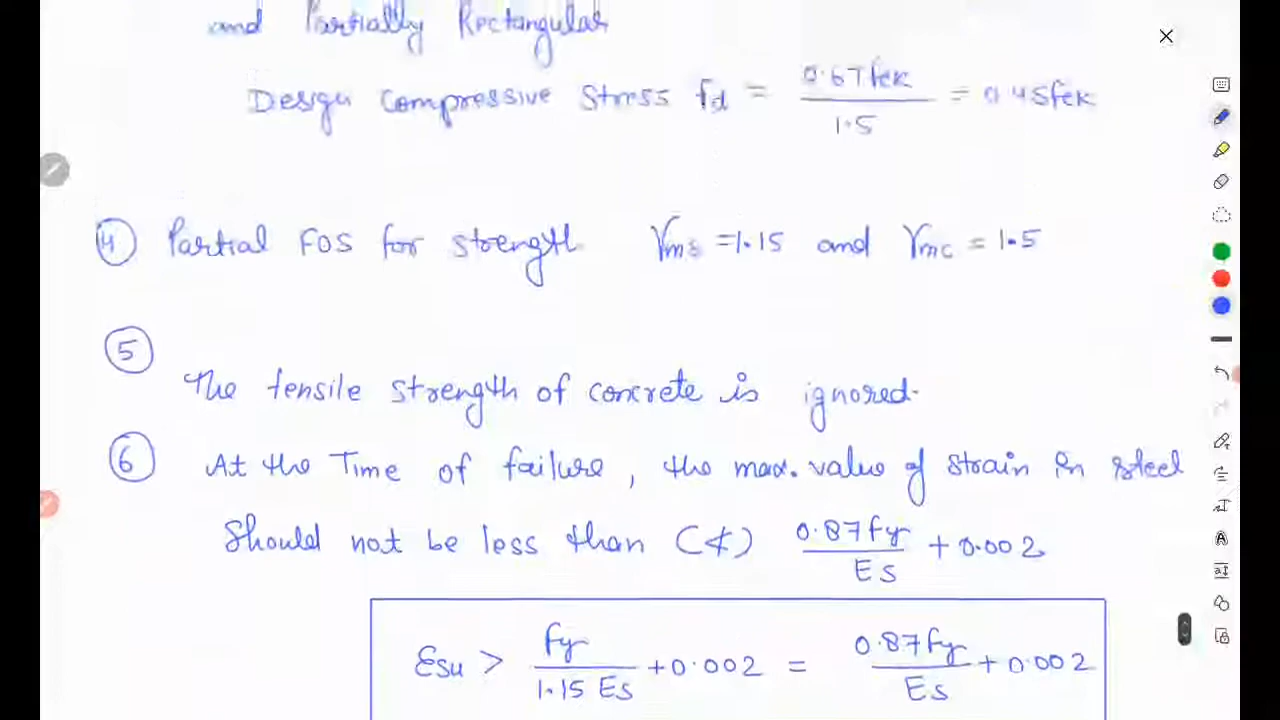 and Partially Rectangular
Design Compressive Stress fd = 0.67fck / 1.5 = 0.45fck
4 Partial FOS for strength γms = 1.15 and γmc = 1.5
5
The tensile strength of concrete is ignored.
6 At the Time of failure, the max. value of strain in steel
Should not be less than (≮) 0.87fy / Es + 0.002
Esu > fy / 1.15 Es + 0.002 = 0.87fy / Es + 0.002